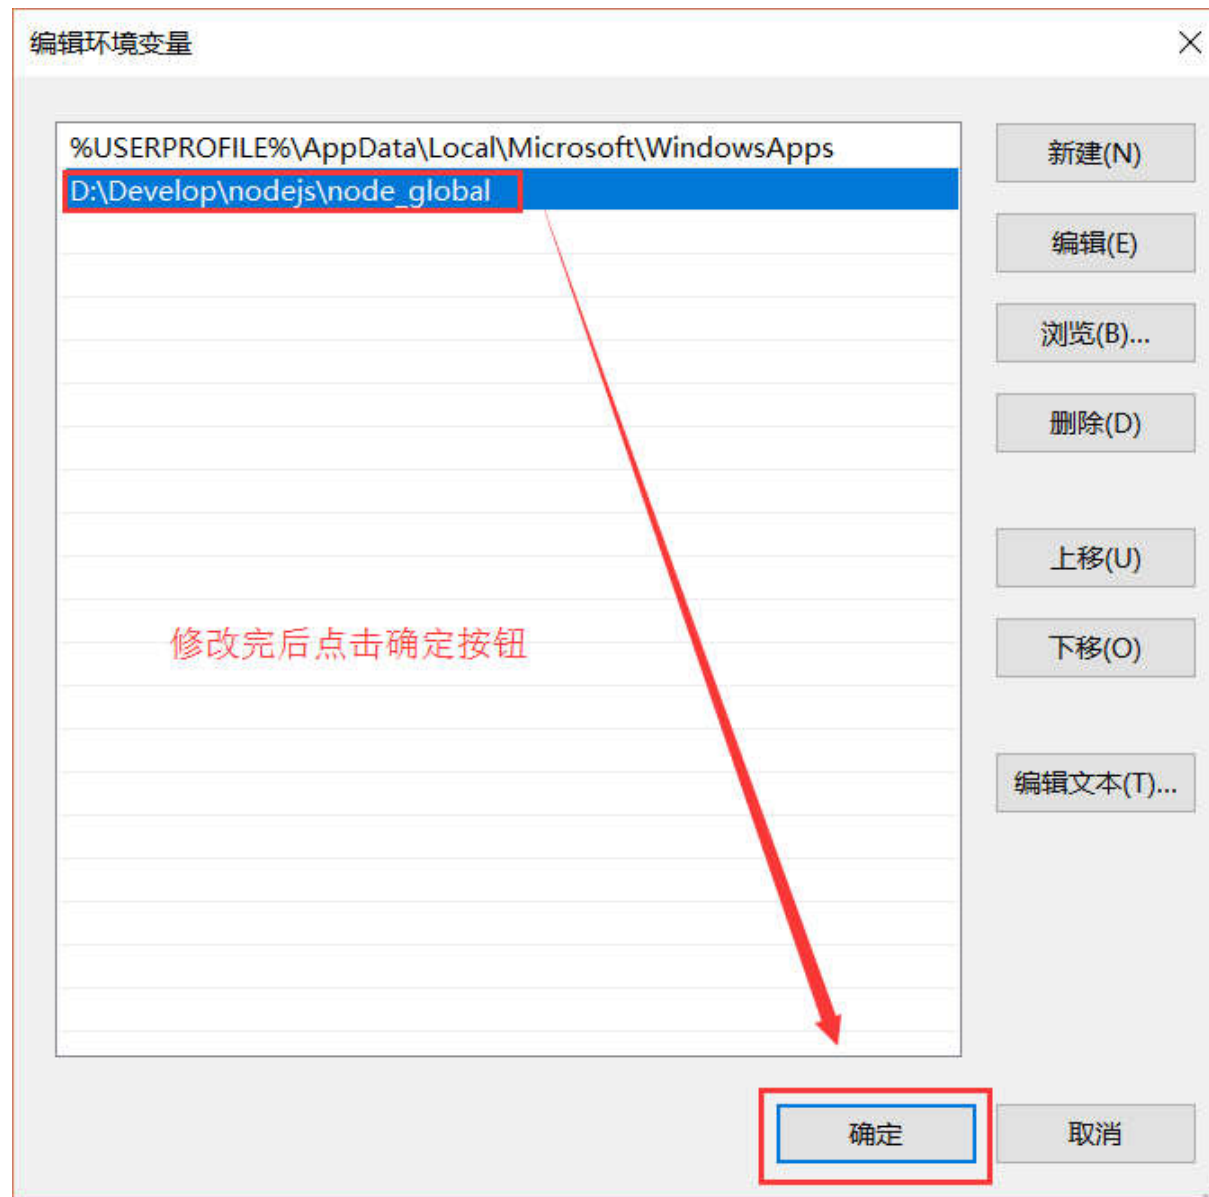 编辑环境变量
%USERPROFILE%\AppData\Local\Microsoft\WindowsApps
D:\Develop\nodejs\node_global
新建(N)
编辑(E)
浏览(B)...
删除(D)
上移(U)
修改完后点击确定按钮
下移(O)
编辑文本(T)...
确定
取消